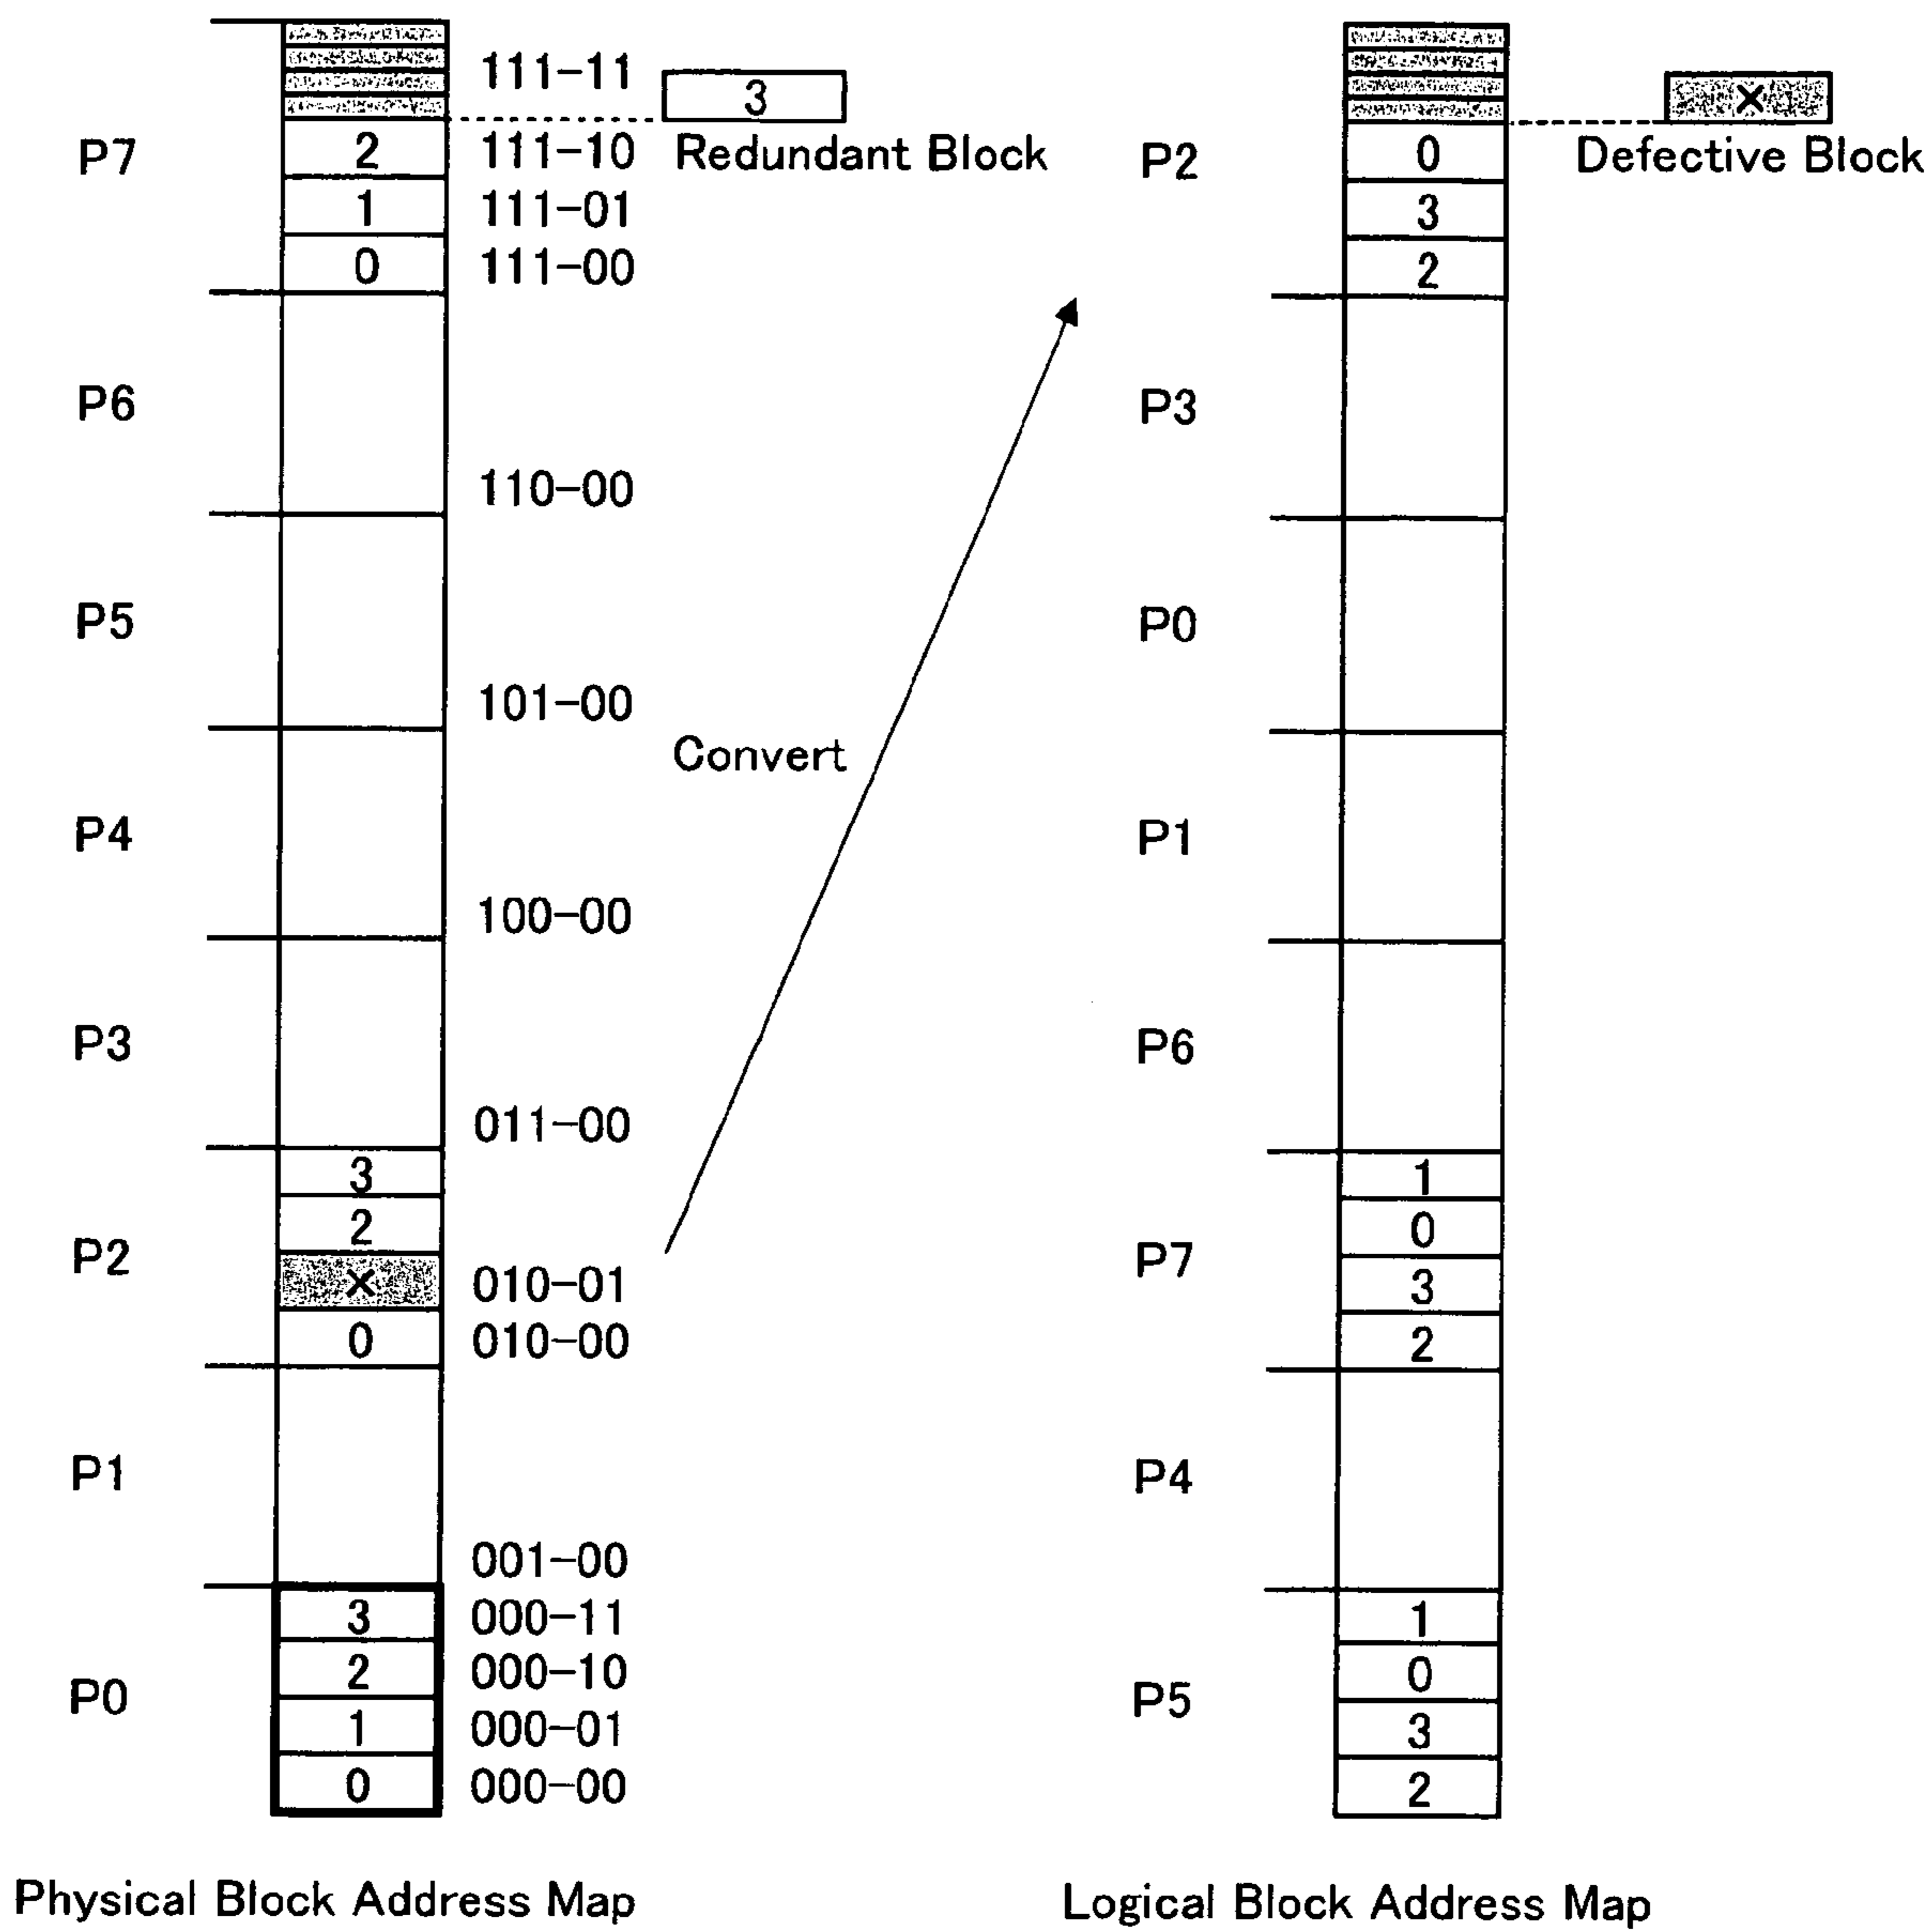 111-11
3
P7
2
111-10
Redundant Block
1
111-01
0
111-00
P6
110-00
P5
101-00
Convert
P4
100-00
P3
011-00
3
2
P2
×
010-01
0
010-00
P1
001-00
3
000-11
2
000-10
P0
1
000-01
0
000-00
Physical Block Address Map
×
P2
0
Defective Block
3
2
P3
P0
P1
P6
1
0
P7
3
2
P4
1
0
P5
3
2
Logical Block Address Map